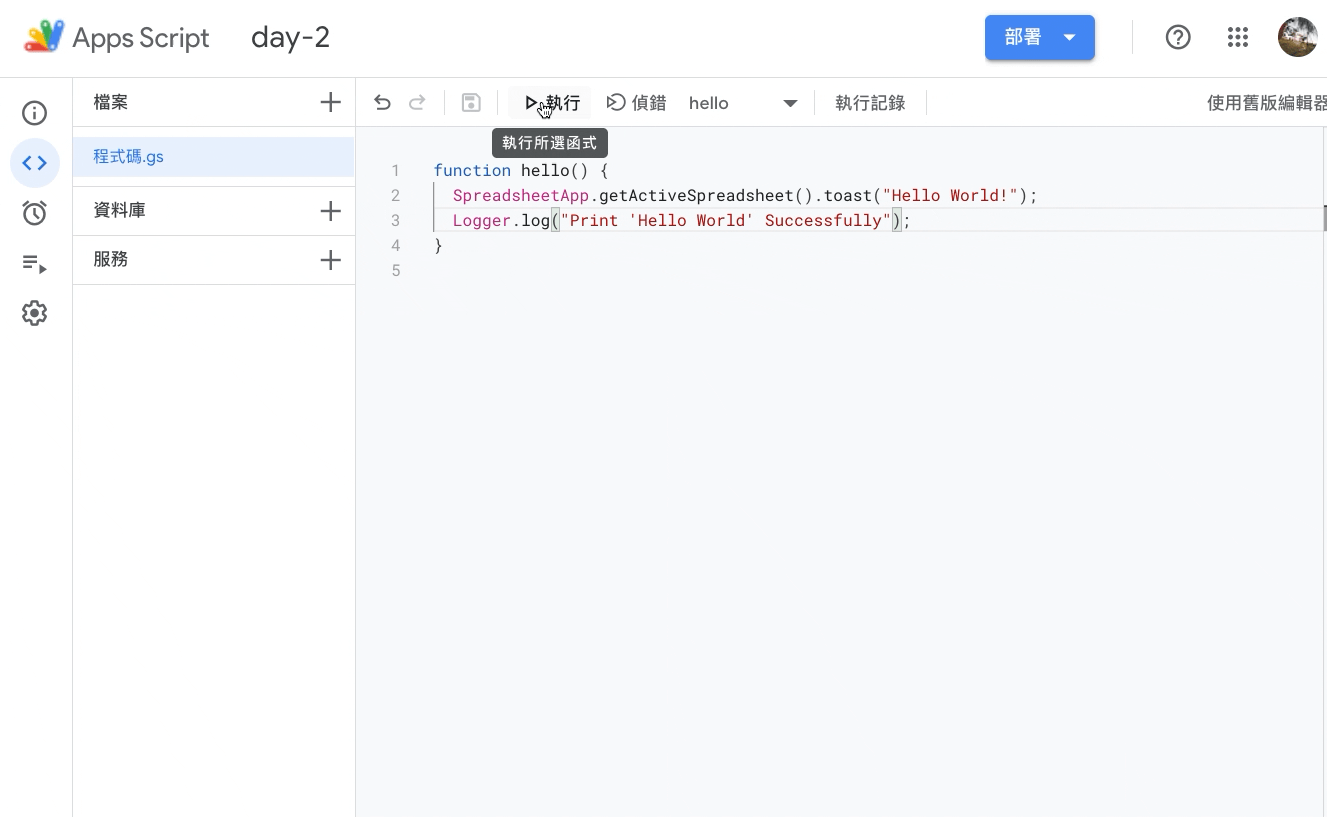 Apps Script day-2 部署
檔案 執行 偵錯 hello 執行記錄 使用舊版編輯器
執行所選函式
程式碼.gs
資料庫
服務
1 function hello() {
2 SpreadsheetApp.getActiveSpreadsheet().toast("Hello World!");
3 Logger.log("Print 'Hello World' Successfully");
4 }
5